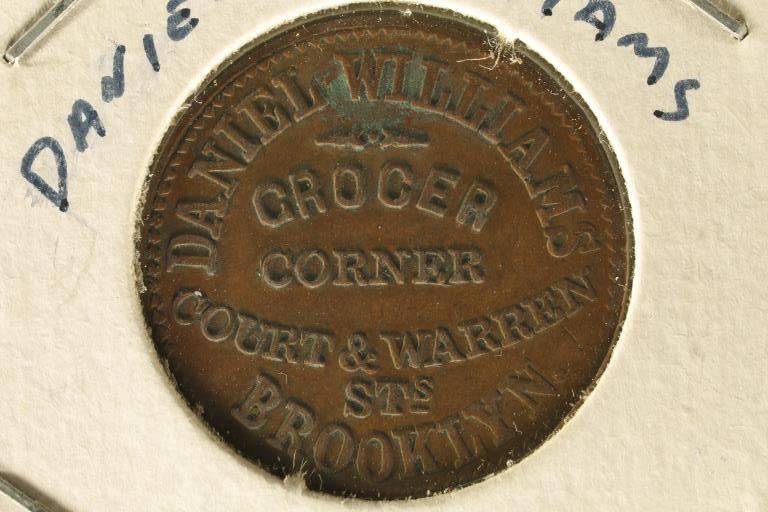 DANIEL WILLIAMS
GROCER
CORNER
COURT & WARREN
STS
BROOKLYN.